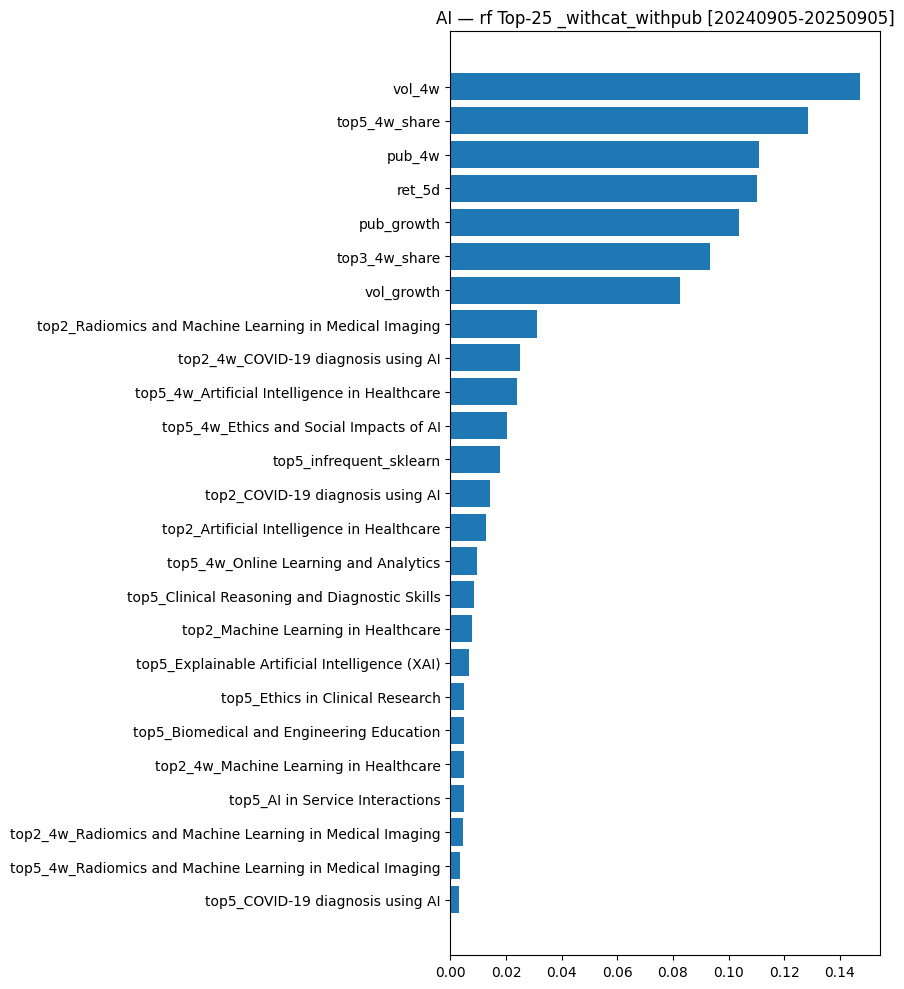 AI — rf Top-25 _withcat_withpub [20240905-20250905]
vol_4w
top5_4w_share
pub_4w
ret_5d
pub_growth
top3_4w_share
vol_growth
top2_Radiomics and Machine Learning in Medical Imaging
top2_4w_COVID-19 diagnosis using AI
top5_4w_Artificial Intelligence in Healthcare
top5_4w_Ethics and Social Impacts of AI
top5_infrequent_sklearn
top2_COVID-19 diagnosis using AI
top2_Artificial Intelligence in Healthcare
top5_4w_Online Learning and Analytics
top5_Clinical Reasoning and Diagnostic Skills
top2_Machine Learning in Healthcare
top5_Explainable Artificial Intelligence (XAI)
top5_Ethics in Clinical Research
top5_Biomedical and Engineering Education
top2_4w_Machine Learning in Healthcare
top5_AI in Service Interactions
top2_4w_Radiomics and Machine Learning in Medical Imaging
top5_4w_Radiomics and Machine Learning in Medical Imaging
top5_COVID-19 diagnosis using AI
0.00 0.02 0.04 0.06 0.08 0.10 0.12 0.14